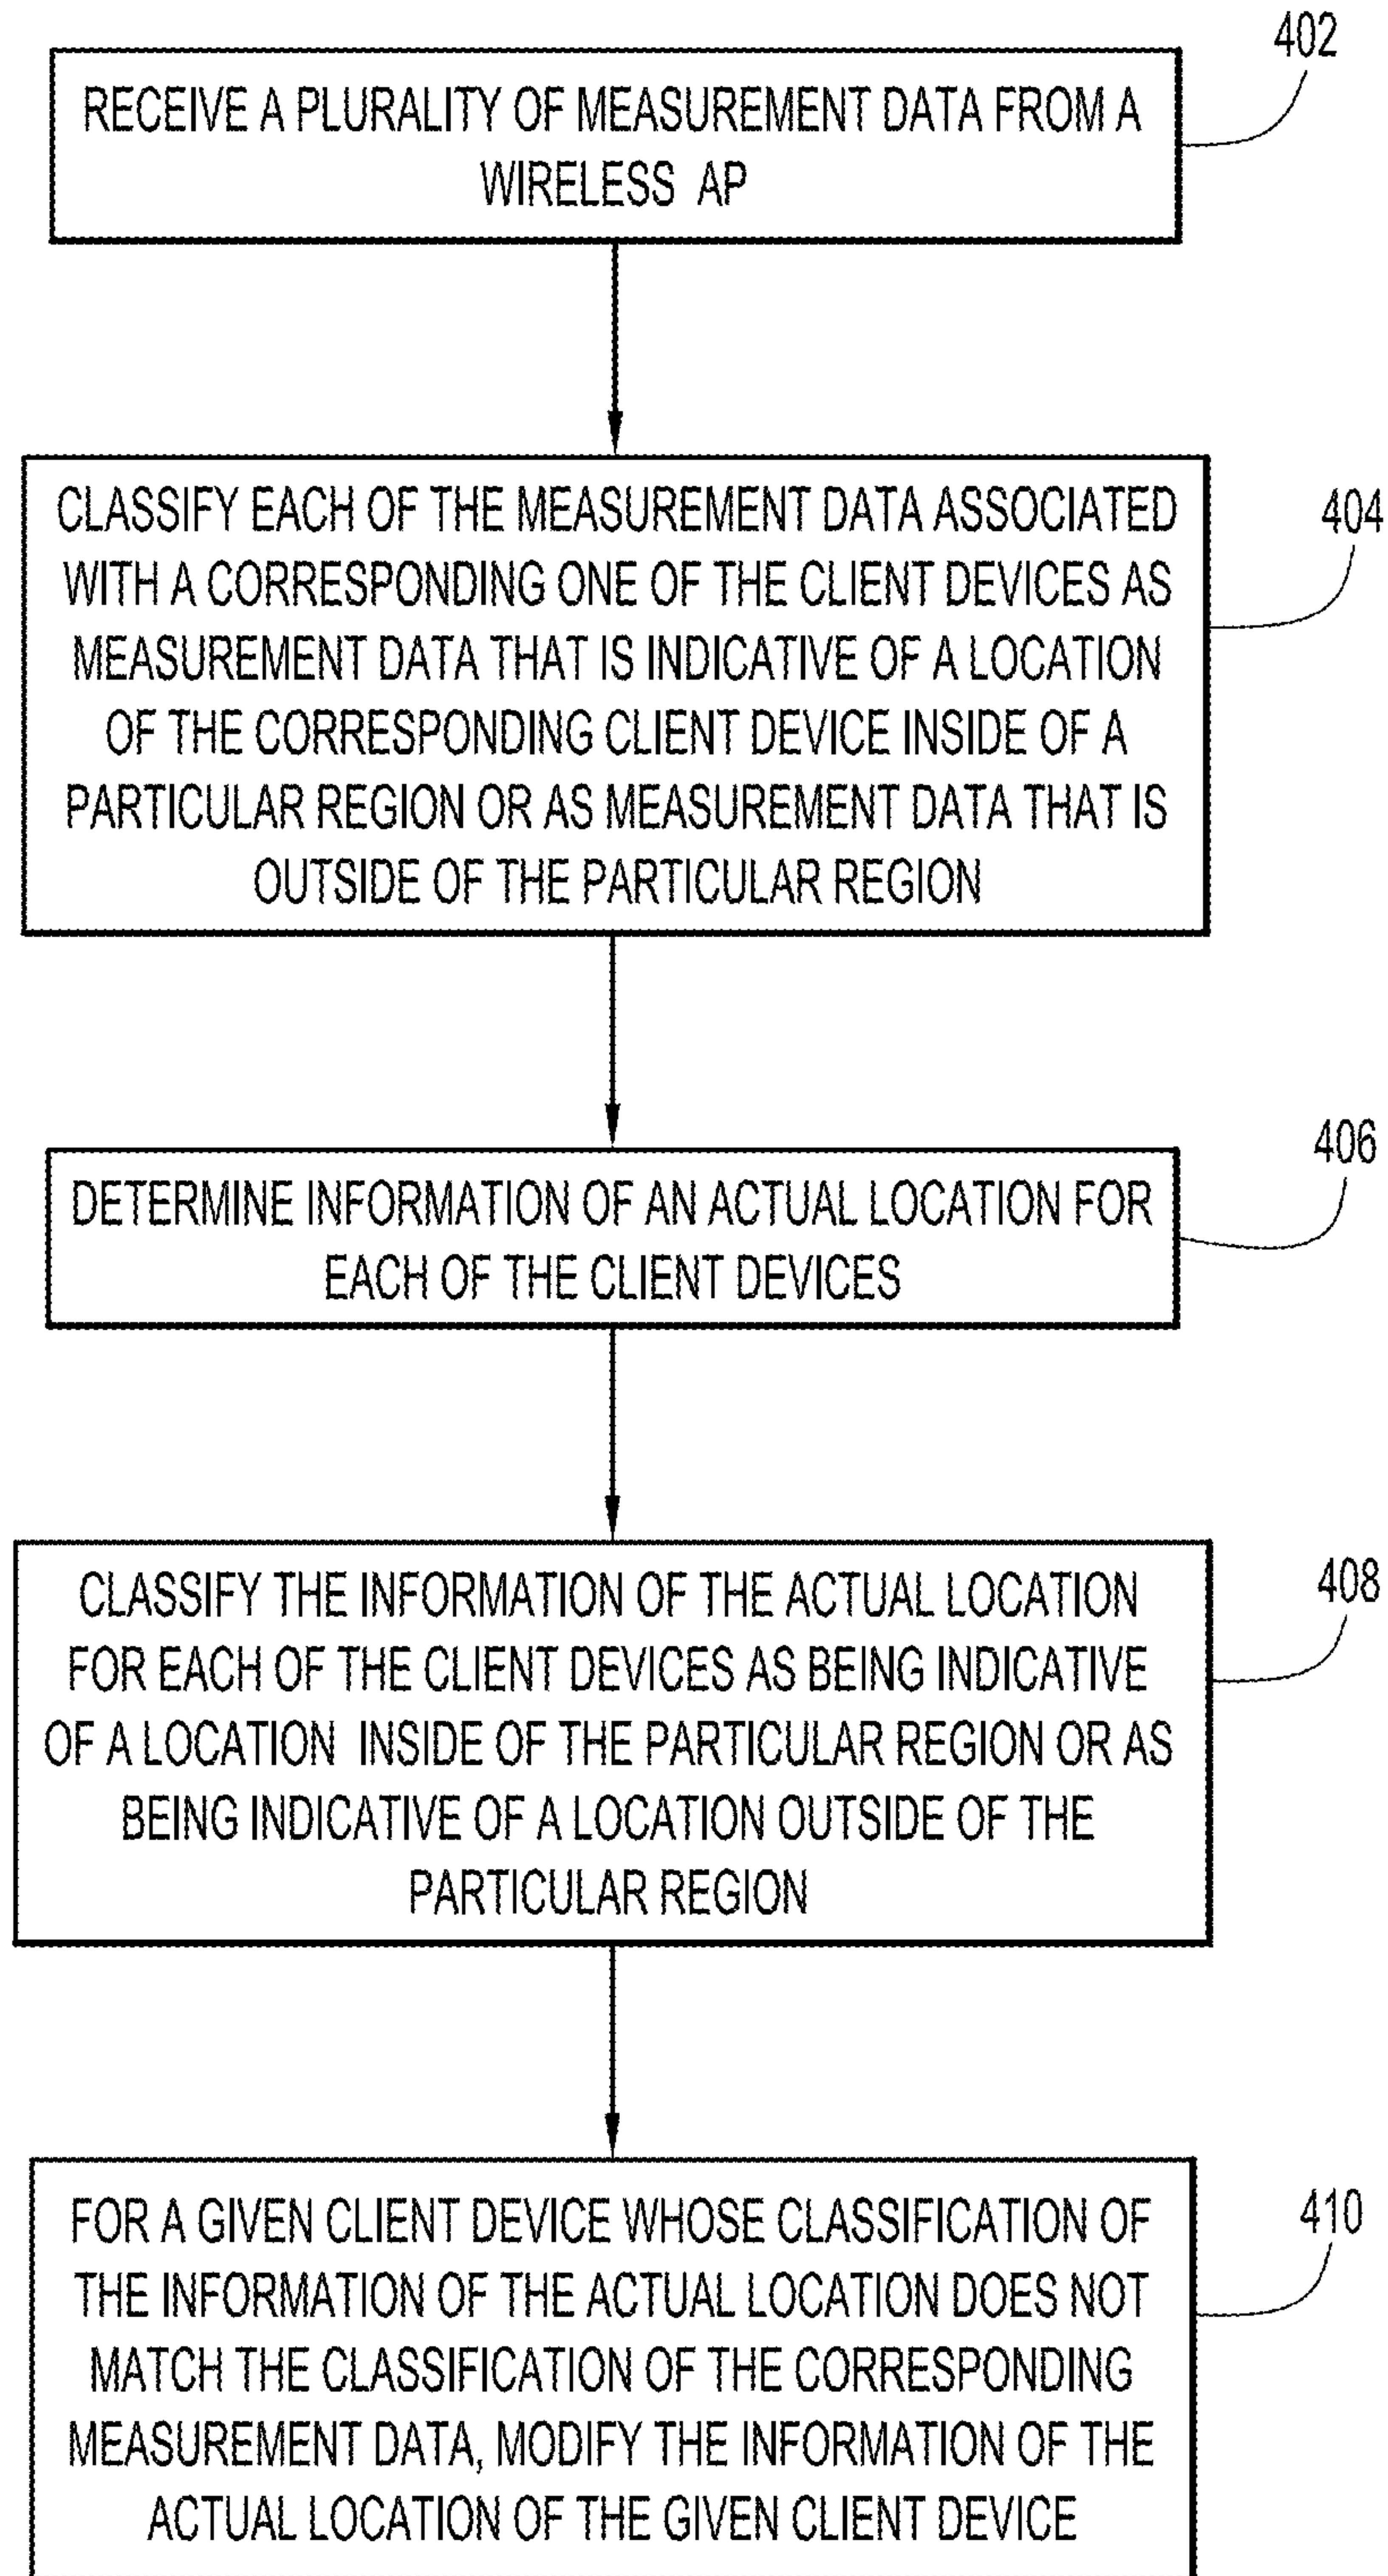 402
RECEIVE A PLURALITY OF MEASUREMENT DATA FROM A
WIRELESS AP
404
CLASSIFY EACH OF THE MEASUREMENT DATA ASSOCIATED
WITH A CORRESPONDING ONE OF THE CLIENT DEVICES AS
MEASUREMENT DATA THAT IS INDICATIVE OF A LOCATION
OF THE CORRESPONDING CLIENT DEVICE INSIDE OF A
PARTICULAR REGION OR AS MEASUREMENT DATA THAT IS
OUTSIDE OF THE PARTICULAR REGION
406
DETERMINE INFORMATION OF AN ACTUAL LOCATION FOR
EACH OF THE CLIENT DEVICES
408
CLASSIFY THE INFORMATION OF THE ACTUAL LOCATION
FOR EACH OF THE CLIENT DEVICES AS BEING INDICATIVE
OF A LOCATION INSIDE OF THE PARTICULAR REGION OR AS
BEING INDICATIVE OF A LOCATION OUTSIDE OF THE
PARTICULAR REGION
410
FOR A GIVEN CLIENT DEVICE WHOSE CLASSIFICATION OF
THE INFORMATION OF THE ACTUAL LOCATION DOES NOT
MATCH THE CLASSIFICATION OF THE CORRESPONDING
MEASUREMENT DATA, MODIFY THE INFORMATION OF THE
ACTUAL LOCATION OF THE GIVEN CLIENT DEVICE